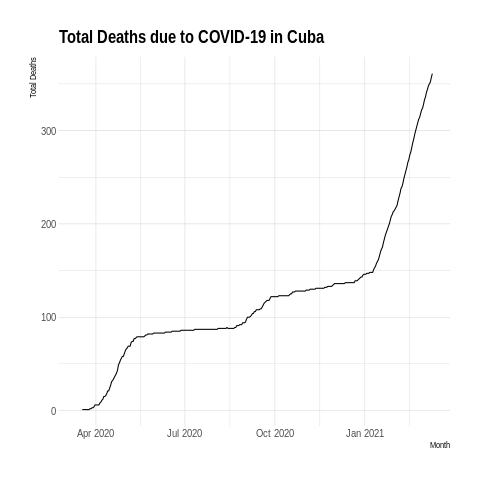 Total Deaths due to COVID-19 in Cuba
Total Deaths
300
200
100
0
Apr 2020
Jul 2020
Oct 2020
Jan 2021
Month